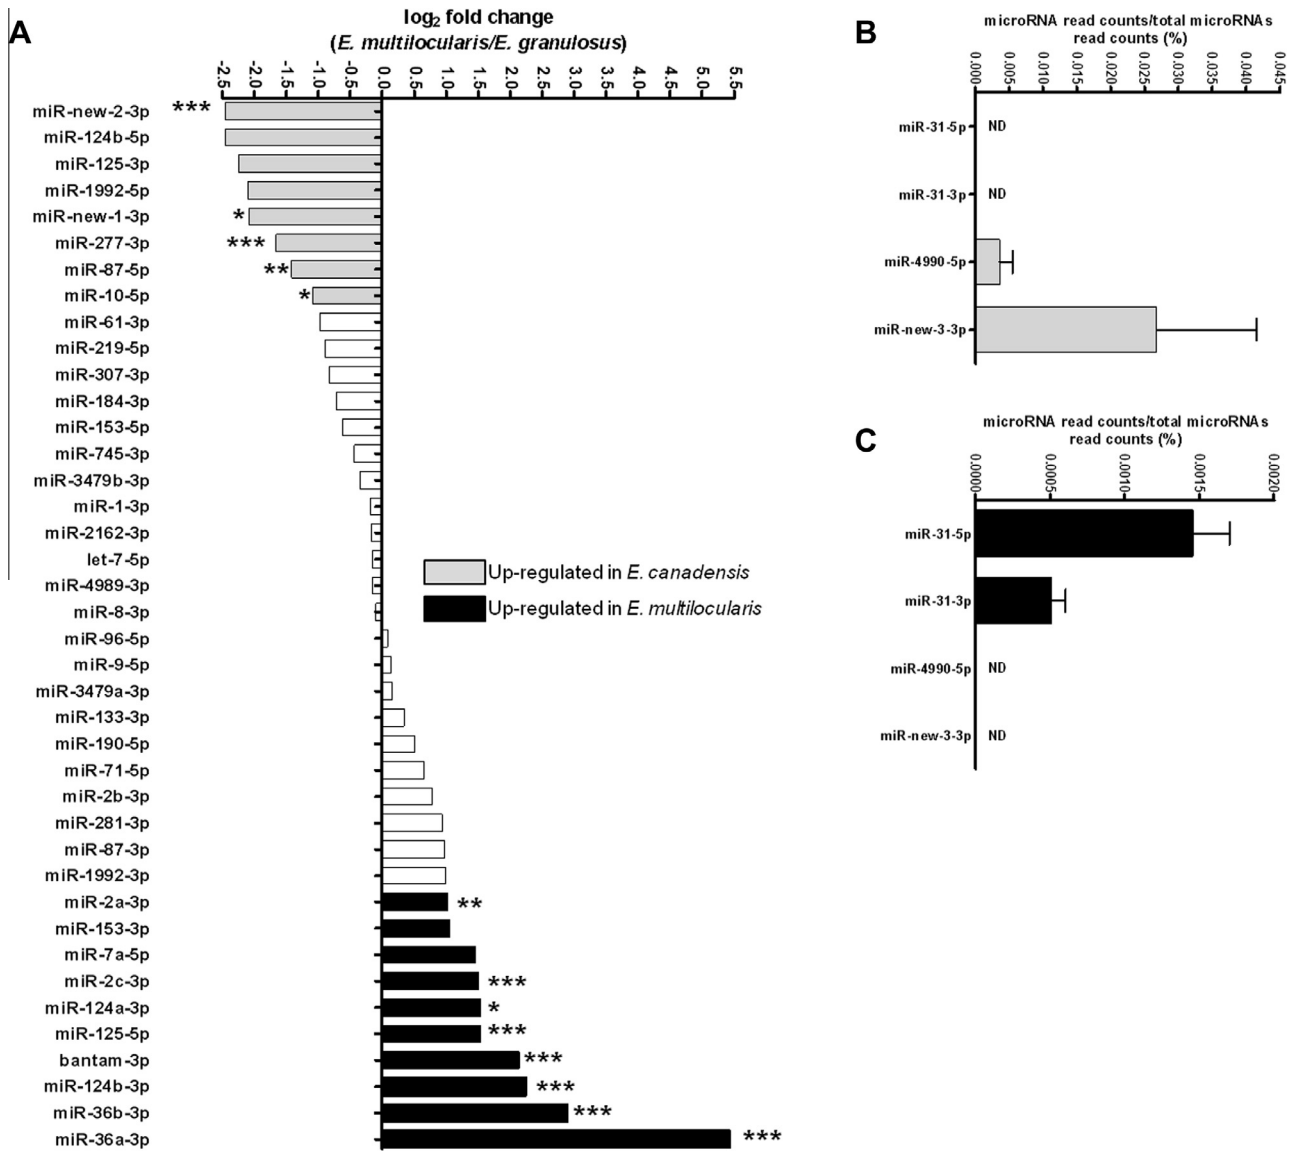 A
log2 fold change
(E. multilocularis/E. granulosus)
-2.5 -2.0 -1.5 -1.0 -0.5 0.0 0.5 1.0 1.5 2.0 2.5 3.0 3.5 4.0 4.5 5.0 5.5
miR-new-2-3p ***
miR-124b-5p
miR-125-3p
miR-1992-5p
miR-new-1-3p *
miR-277-3p ***
miR-87-5p **
miR-10-5p *
miR-61-3p
miR-219-5p
miR-307-3p
miR-184-3p
miR-153-5p
miR-745-3p
miR-3479b-3p
miR-1-3p
miR-2162-3p
let-7-5p
miR-4989-3p
miR-8-3p
miR-96-5p
miR-9-5p
miR-3479a-3p
miR-133-3p
miR-190-5p
miR-71-5p
miR-2b-3p
miR-281-3p
miR-87-3p
miR-1992-3p
miR-2a-3p **
miR-153-3p
miR-7a-5p
miR-2c-3p ***
miR-124a-3p *
miR-125-5p ***
bantam-3p ***
miR-124b-3p ***
miR-36b-3p ***
miR-36a-3p ***
Up-regulated in E. canadensis
Up-regulated in E. multilocularis
B
microRNA read counts/total microRNAs
read counts (%)
0.000 0.005 0.010 0.015 0.020 0.025 0.030 0.035 0.040 0.045
miR-31-5p ND
miR-31-3p ND
miR-4990-5p
miR-new-3-3p
C
microRNA read counts/total microRNAs
read counts (%)
0.0000 0.0005 0.0010 0.0015 0.0020
miR-31-5p
miR-31-3p
miR-4990-5p ND
miR-new-3-3p ND